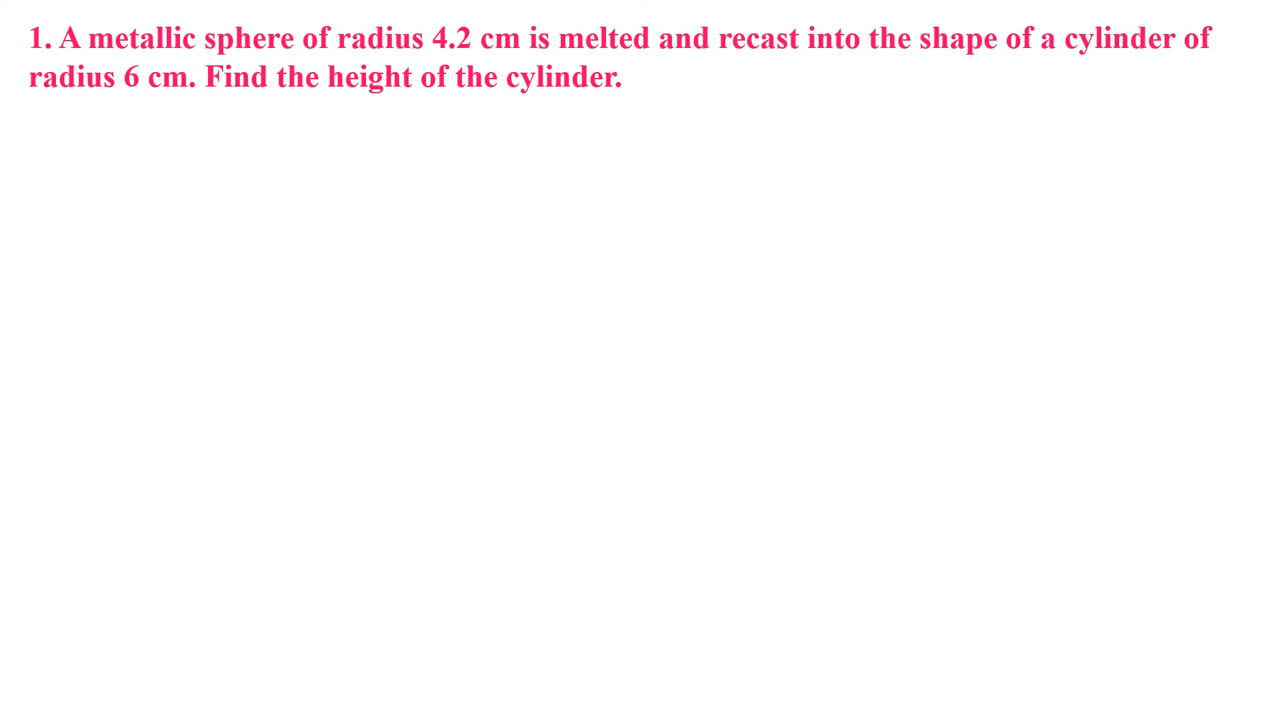 1. A metallic sphere of radius 4.2 cm is melted and recast into the shape of a cylinder of
radius 6 cm. Find the height of the cylinder.